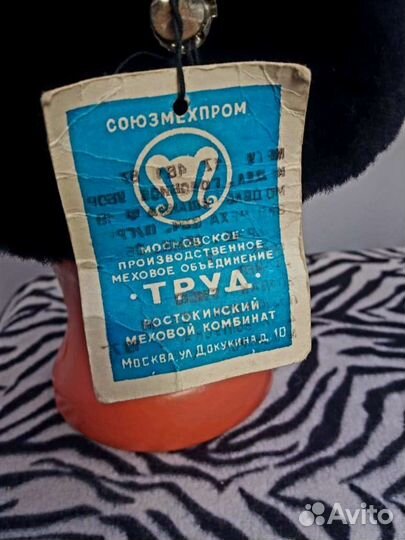 СОЮЗМЕХПРОМ
МОСКОВСКОЕ
ПРОИЗВОДСТВЕННОЕ
МЕХОВОЕ ОБЪЕДИНЕНИЕ
·ТРУД·
РОСТОКИНСКИЙ
МЕХОВОЙ КОМБИНАТ
МОСКВА, УЛ. ДОКУКИНА Д. 10
Avito